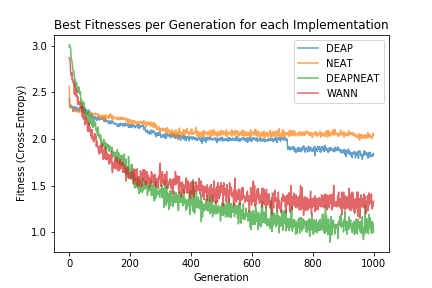 Best Fitnesses per Generation for each Implementation
DEAP
NEAT
DEAPNEAT
WANN
Fitness (Cross-Entropy)
3.0
2.5
2.0
1.5
1.0
0
200
400
600
800
1000
Generation